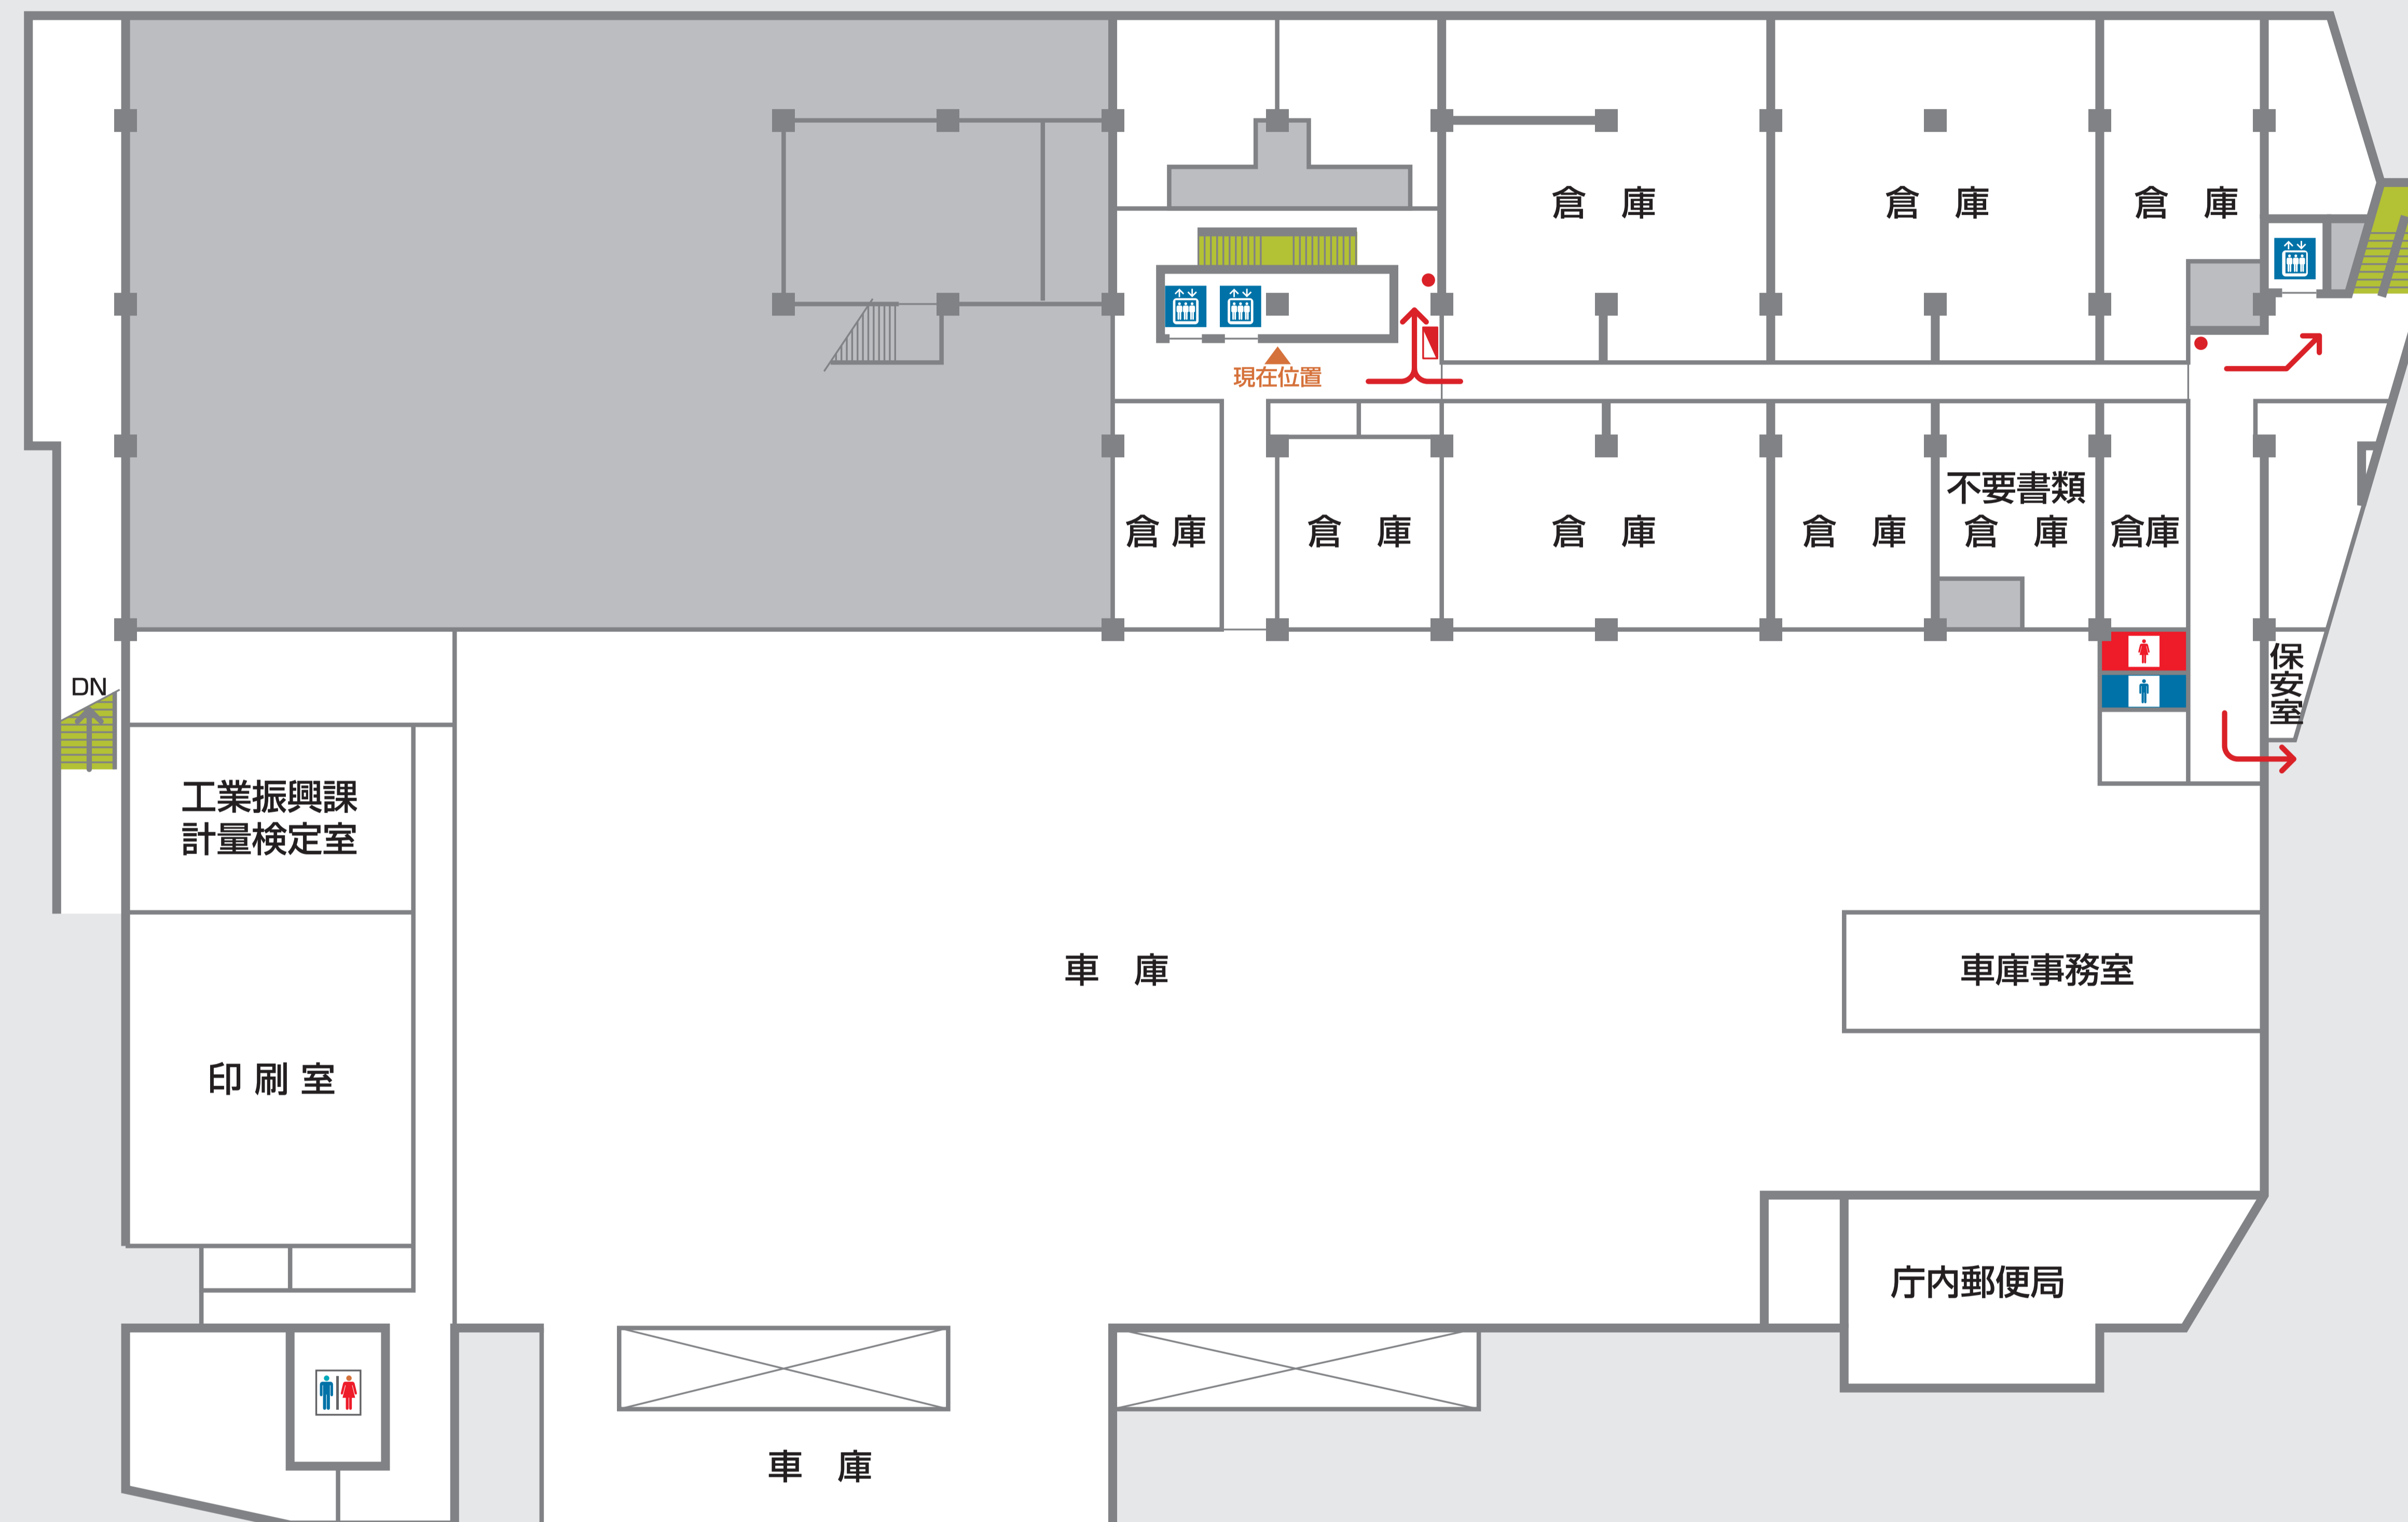 倉　庫
倉　庫
倉　庫
現在位置
不要書類
倉 庫
倉　庫
倉　庫
倉　庫
倉　庫
倉庫
保安室
DN
工業振興課
計量検定室
車　庫
車庫事務室
印 刷 室
庁内郵便局
車　庫